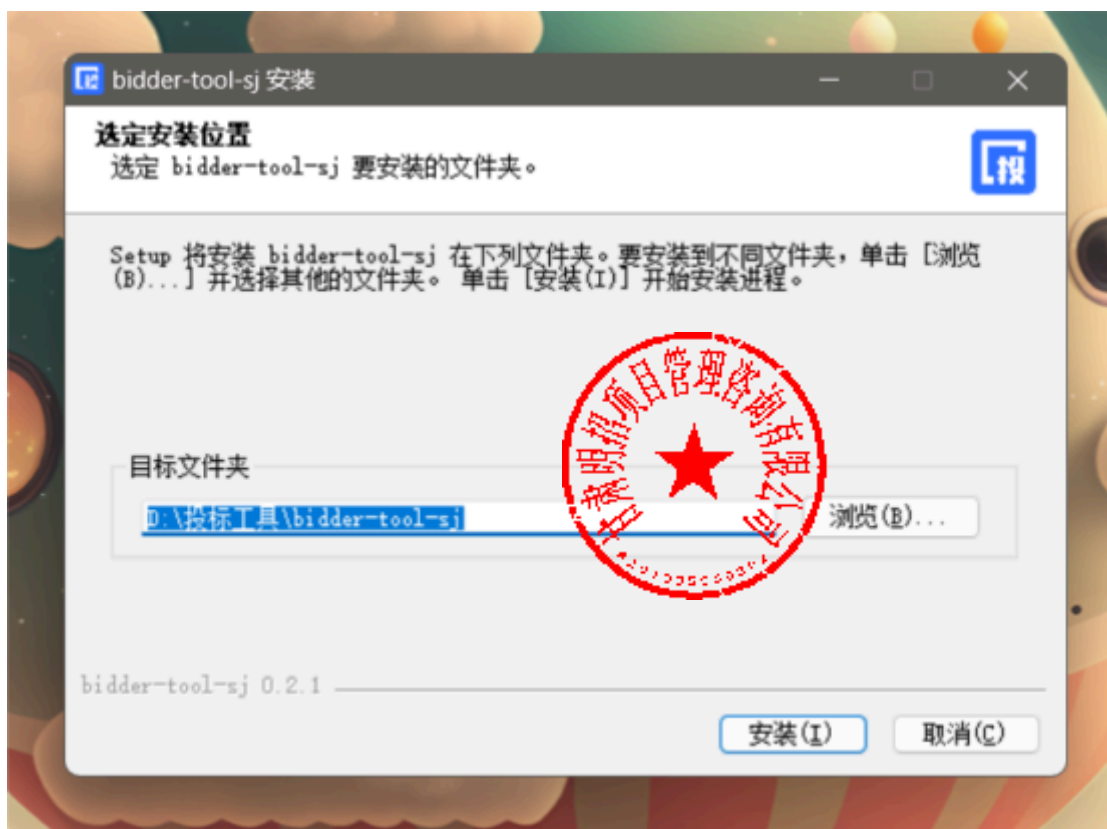 bidder-tool-sj 安装
选定安装位置
选定 bidder-tool-sj 要安装的文件夹。
投
Setup 将安装 bidder-tool-sj 在下列文件夹。要安装到不同文件夹，单击 [浏览
(B)...] 并选择其他的文件夹。 单击 [安装(I)] 开始安装进程。
甘肃明招项目管理咨询有限公司
目标文件夹
D:\投标工具\bidder-tool-sj
浏览(B)...
bidder-tool-sj 0.2.1
安装(I)
取消(C)